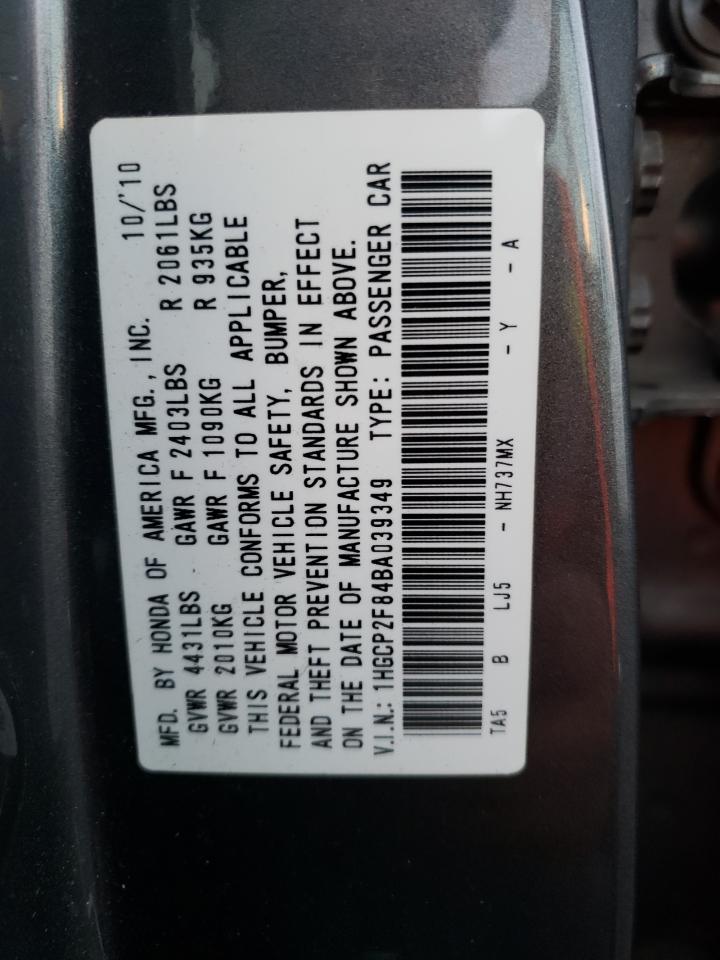 MFD. BY HONDA OF AMERICA MFG., INC. 10/'10
GVWR 4431LBS GAWR F 2403LBS R 2061LBS
GVWR 2010KG GAWR F 1090KG R 935KG
THIS VEHICLE CONFORMS TO ALL APPLICABLE
FEDERAL MOTOR VEHICLE SAFETY, BUMPER,
AND THEFT PREVENTION STANDARDS IN EFFECT
ON THE DATE OF MANUFACTURE SHOWN ABOVE.
V.I.N.: 1HGCP2F84BA039349 TYPE: PASSENGER CAR
TA5 B LJ5 - NH737MX - Y - A